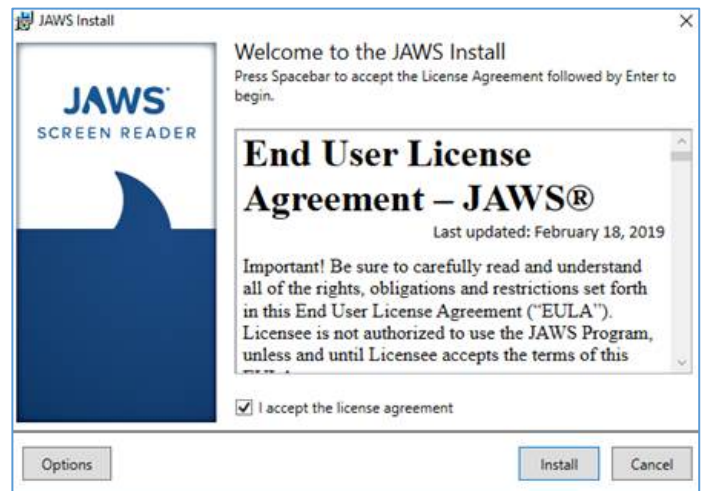 JAWS Install
Welcome to the JAWS Install
Press Spacebar to accept the License Agreement followed by Enter to
begin.
JAWS
SCREEN READER
End User License
Agreement – JAWS®
Last updated: February 18, 2019
Important! Be sure to carefully read and understand
all of the rights, obligations and restrictions set forth
in this End User License Agreement (“EULA”).
Licensee is not authorized to use the JAWS Program,
unless and until Licensee accepts the terms of this
I accept the license agreement
Options
Install
Cancel